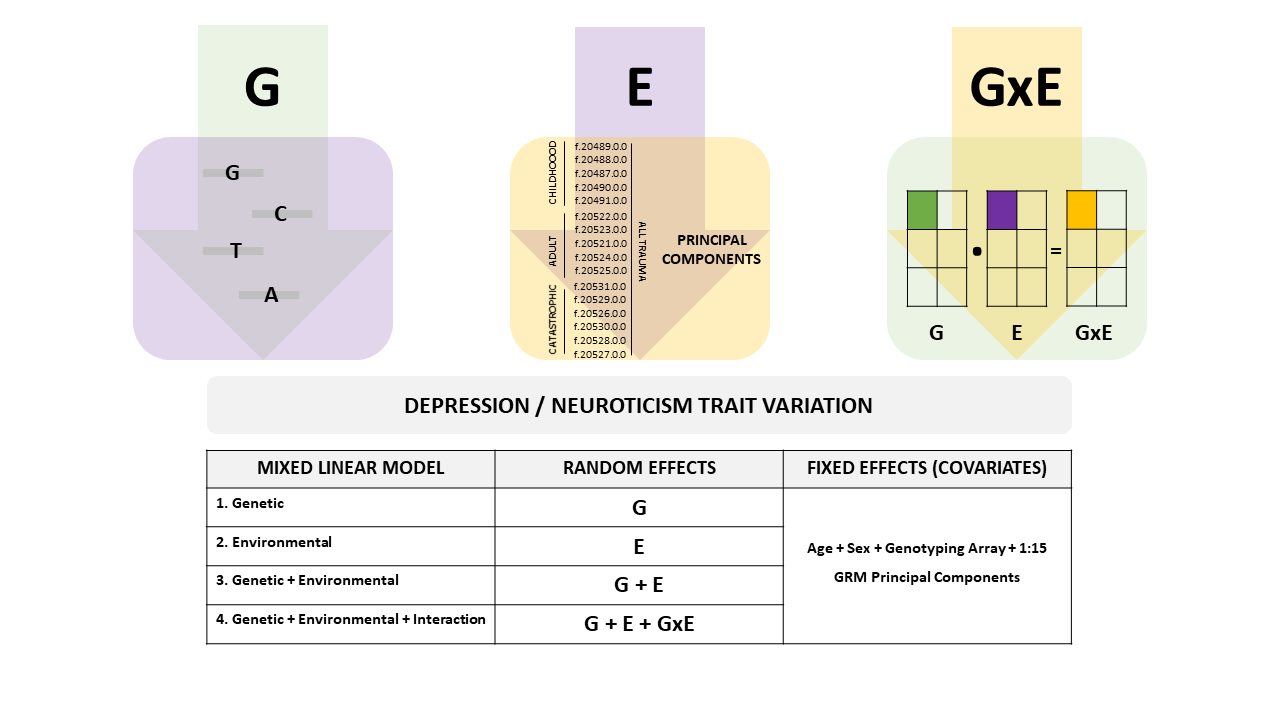 G
E
GxE
G
C
T
A
CHILDHOOOD
f.20489.0.0
f.20488.0.0
f.20487.0.0
f.20490.0.0
f.20491.0.0
ADULT
f.20522.0.0
f.20523.0.0
f.20521.0.0
f.20524.0.0
f.20525.0.0
CATASTROPHIC
f.20531.0.0
f.20529.0.0
f.20526.0.0
f.20530.0.0
f.20528.0.0
f.20527.0.0
ALL TRAUMA
PRINCIPAL
COMPONENTS
• =
G E GxE
DEPRESSION / NEUROTICISM TRAIT VARIATION
MIXED LINEAR MODEL RANDOM EFFECTS FIXED EFFECTS (COVARIATES)
1. Genetic G
2. Environmental E
3. Genetic + Environmental G + E
4. Genetic + Environmental + Interaction G + E + GxE
Age + Sex + Genotyping Array + 1:15
GRM Principal Components